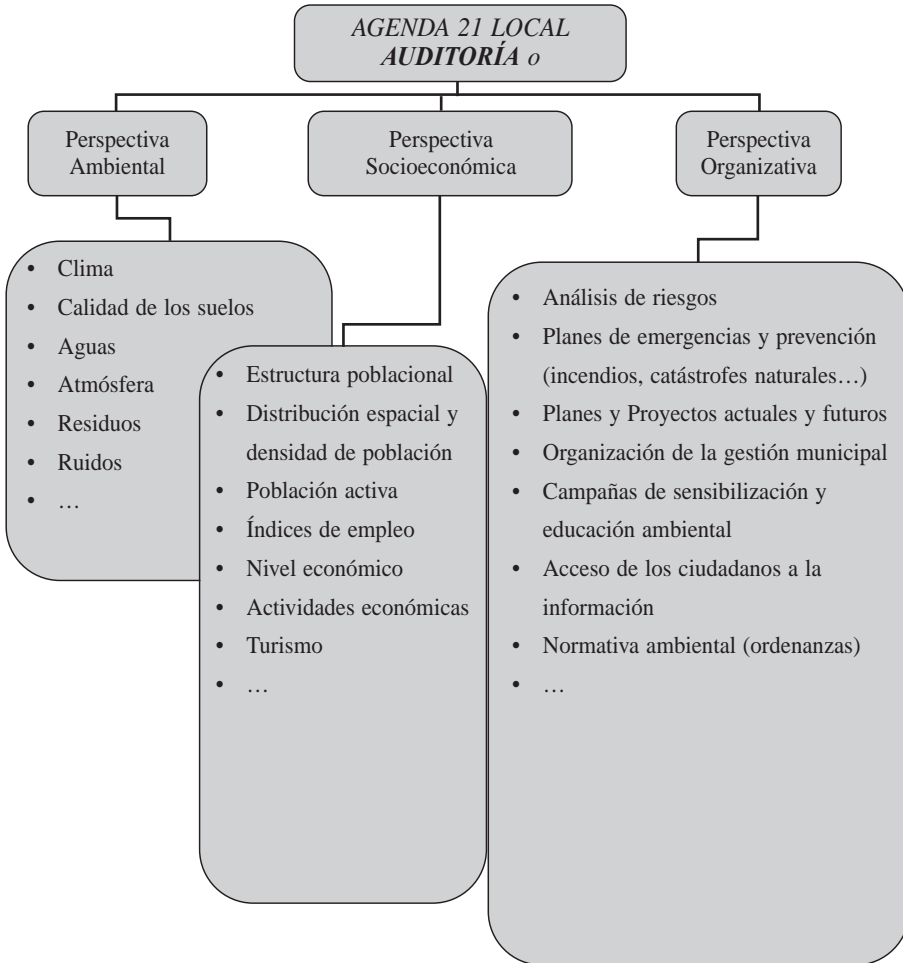 AGENDA 21 LOCAL
AUDITORÍA o
Perspectiva
Ambiental
Perspectiva
Socioeconómica
Perspectiva
Organizativa
• Clima
• Calidad de los suelos
• Aguas
• Atmósfera
• Residuos
• Ruidos
• …
• Estructura poblacional
• Distribución espacial y
densidad de población
• Población activa
• Índices de empleo
• Nivel económico
• Actividades económicas
• Turismo
• …
• Análisis de riesgos
• Planes de emergencias y prevención
(incendios, catástrofes naturales…)
• Planes y Proyectos actuales y futuros
• Organización de la gestión municipal
• Campañas de sensibilización y
educación ambiental
• Acceso de los ciudadanos a la
información
• Normativa ambiental (ordenanzas)
• …